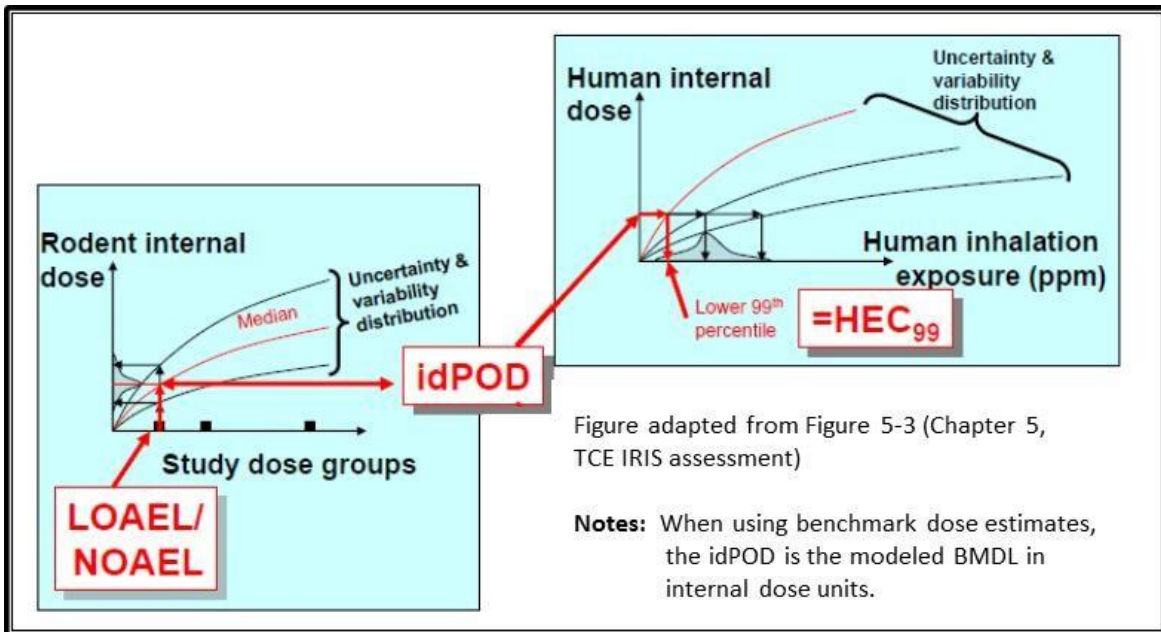 Rodent internal
dose
Median
Uncertainty &
variability
distribution
Study dose groups
LOAEL/
NOAEL
idPOD
Human internal
dose
Uncertainty &
variability
distribution
Human inhalation
exposure (ppm)
Lower 99th
percentile
=HEC99
Figure adapted from Figure 5-3 (Chapter 5,
TCE IRIS assessment)
Notes: When using benchmark dose estimates,
the idPOD is the modeled BMDL in
internal dose units.